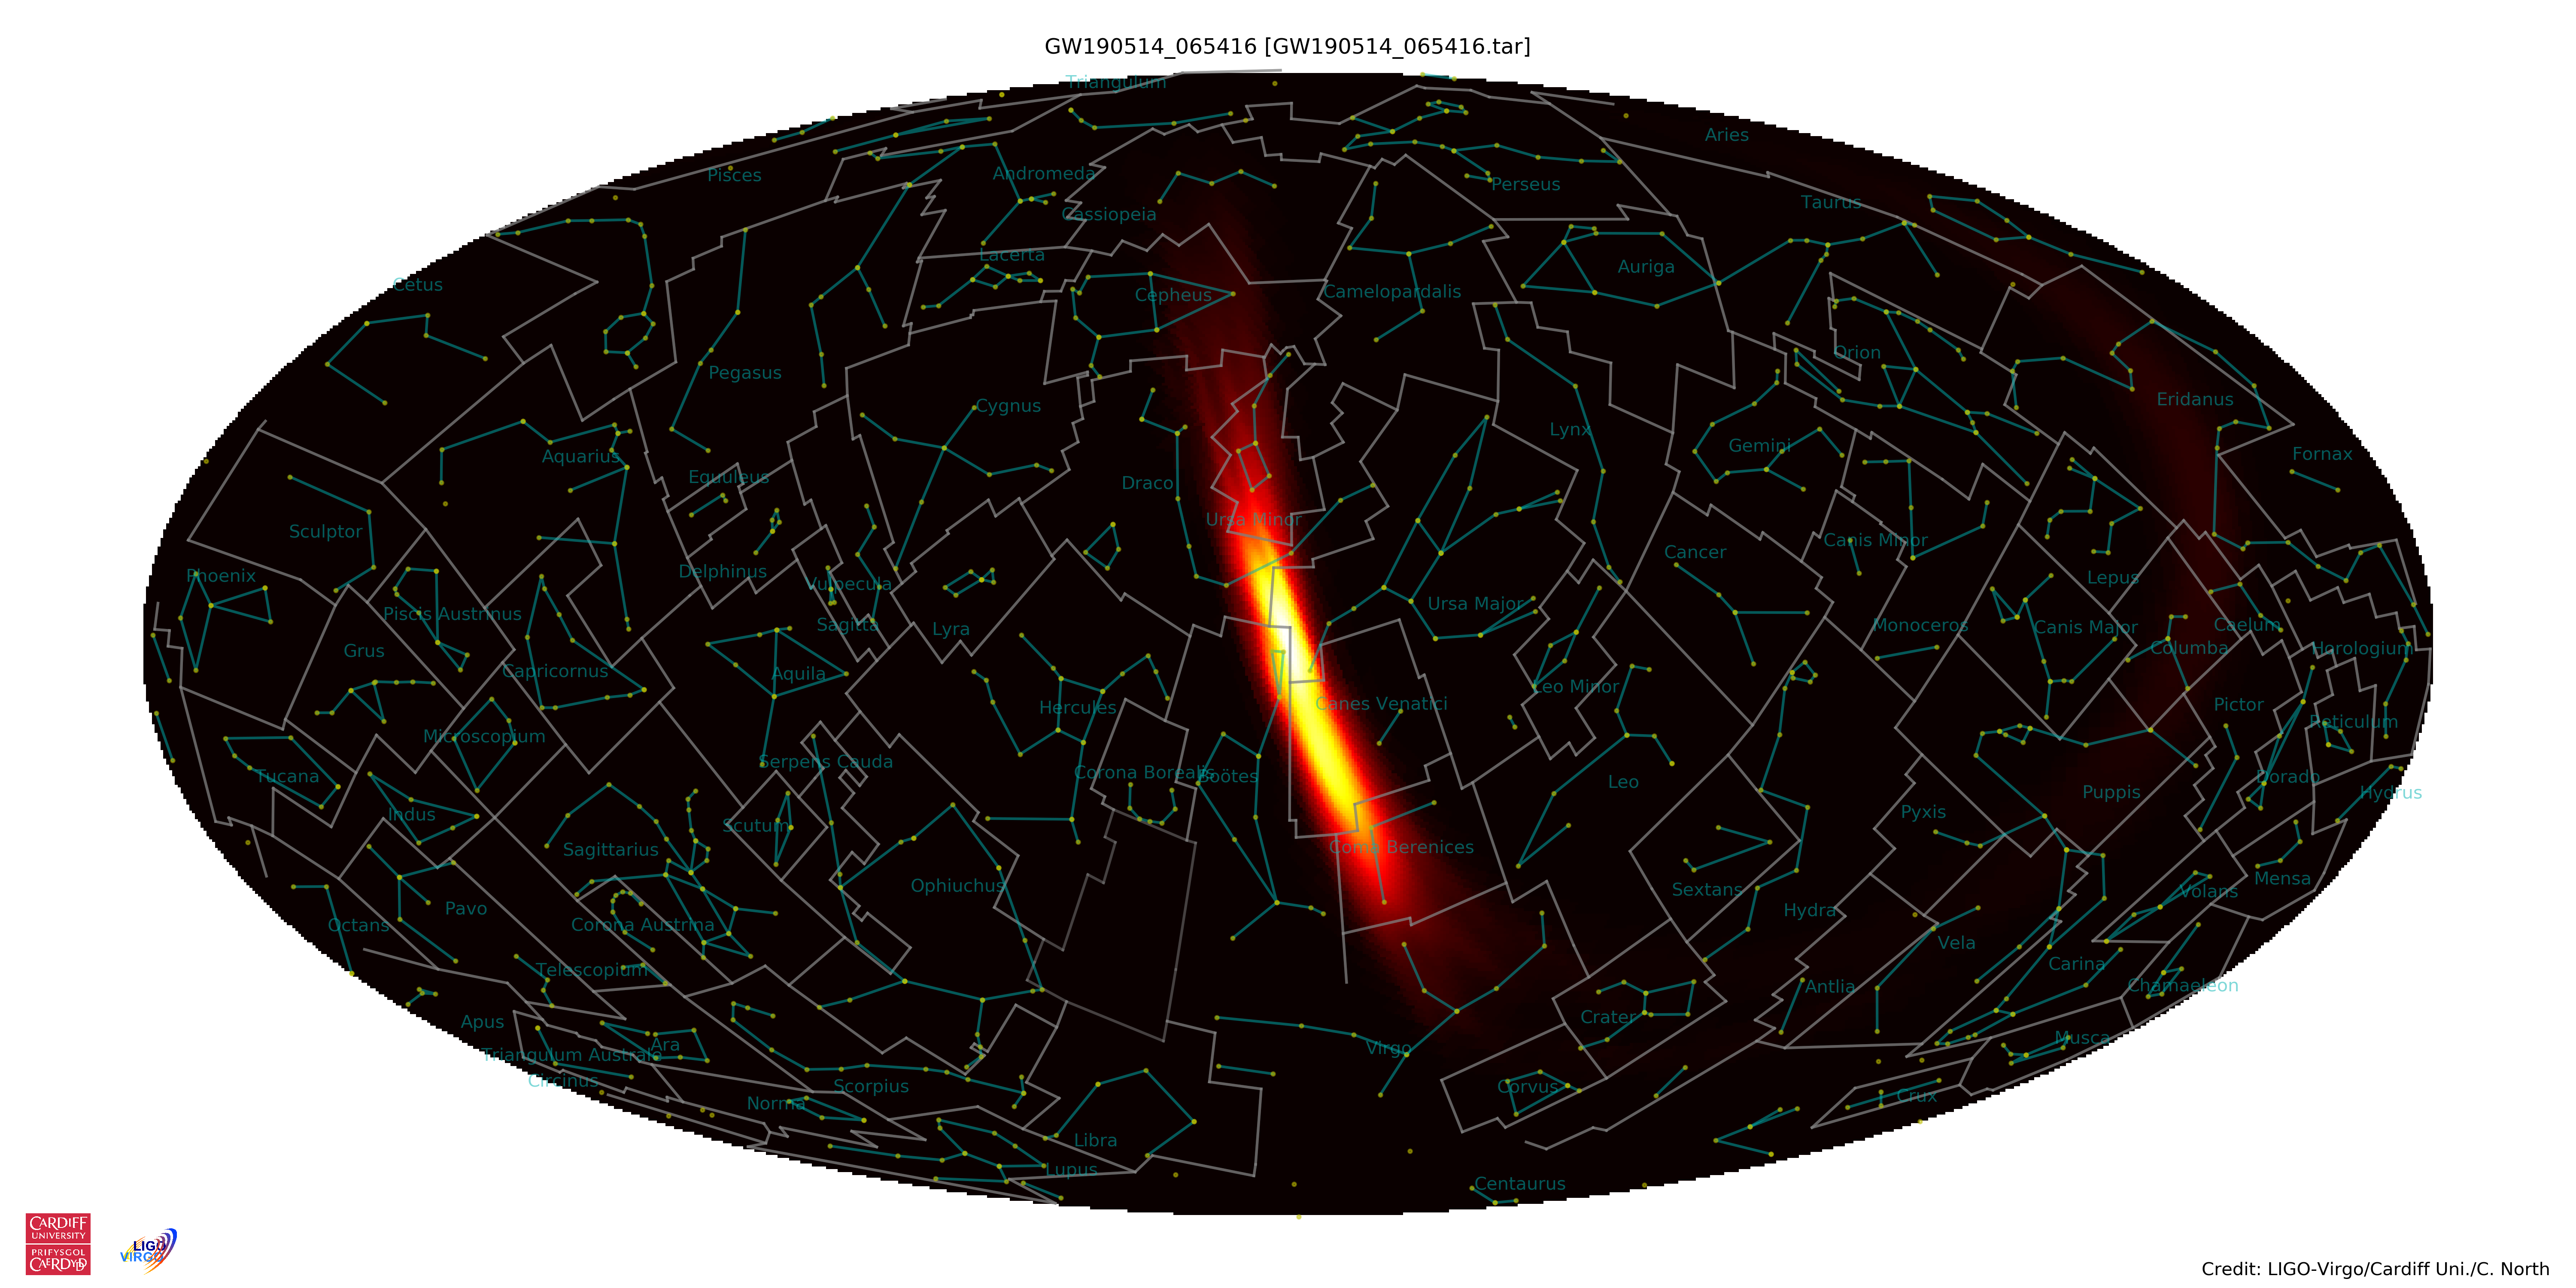 GW190514_065416 [GW190514_065416.tar]
Triangulum
Aries
Pisces
Andromeda
Perseus
Taurus
Cassiopeia
Lacerta
Auriga
Cetus
Cepheus
Camelopardalis
Orion
Pegasus
Eridanus
Cygnus
Lynx
Gemini
Fornax
Aquarius
Equuleus
Draco
Ursa Minor
Sculptor
Canis Minor
Cancer
Phoenix
Delphinus
Vulpecula
Lepus
Ursa Major
Piscis Austrinus
Sagitta
Lyra
Monoceros
Canis Major
Caelum
Grus
Columba
Horologium
Capricornus
Aquila
Leo Minor
Hercules
Canes Venatici
Pictor
Reticulum
Microscopium
Serpens Cauda
Corona Borealis
Boötes
Tucana
Leo
Dorado
Puppis
Hydrus
Indus
Pyxis
Scutum
Coma Berenices
Sagittarius
Ophiuchus
Sextans
Volans
Mensa
Pavo
Hydra
Octans
Corona Austrina
Vela
Telescopium
Carina
Antlia
Chamaeleon
Apus
Crater
Ara
Musca
Triangulum Australe
Virgo
Circinus
Scorpius
Corvus
Norma
Crux
Libra
Lupus
Centaurus
CARDIFF
UNIVERSITY
PRIFYSGOL
CAERDYDD
LIGO
VIRGO
Credit: LIGO-Virgo/Cardiff Uni./C. North